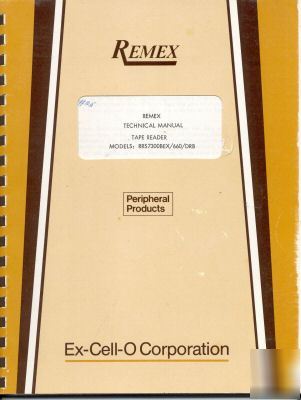 REMEX
REMEX
TECHNICAL MANUAL
TAPE READER
MODELS: RRS7300BEX/660/DRB
Peripheral
Products
Ex-Cell-O Corporation